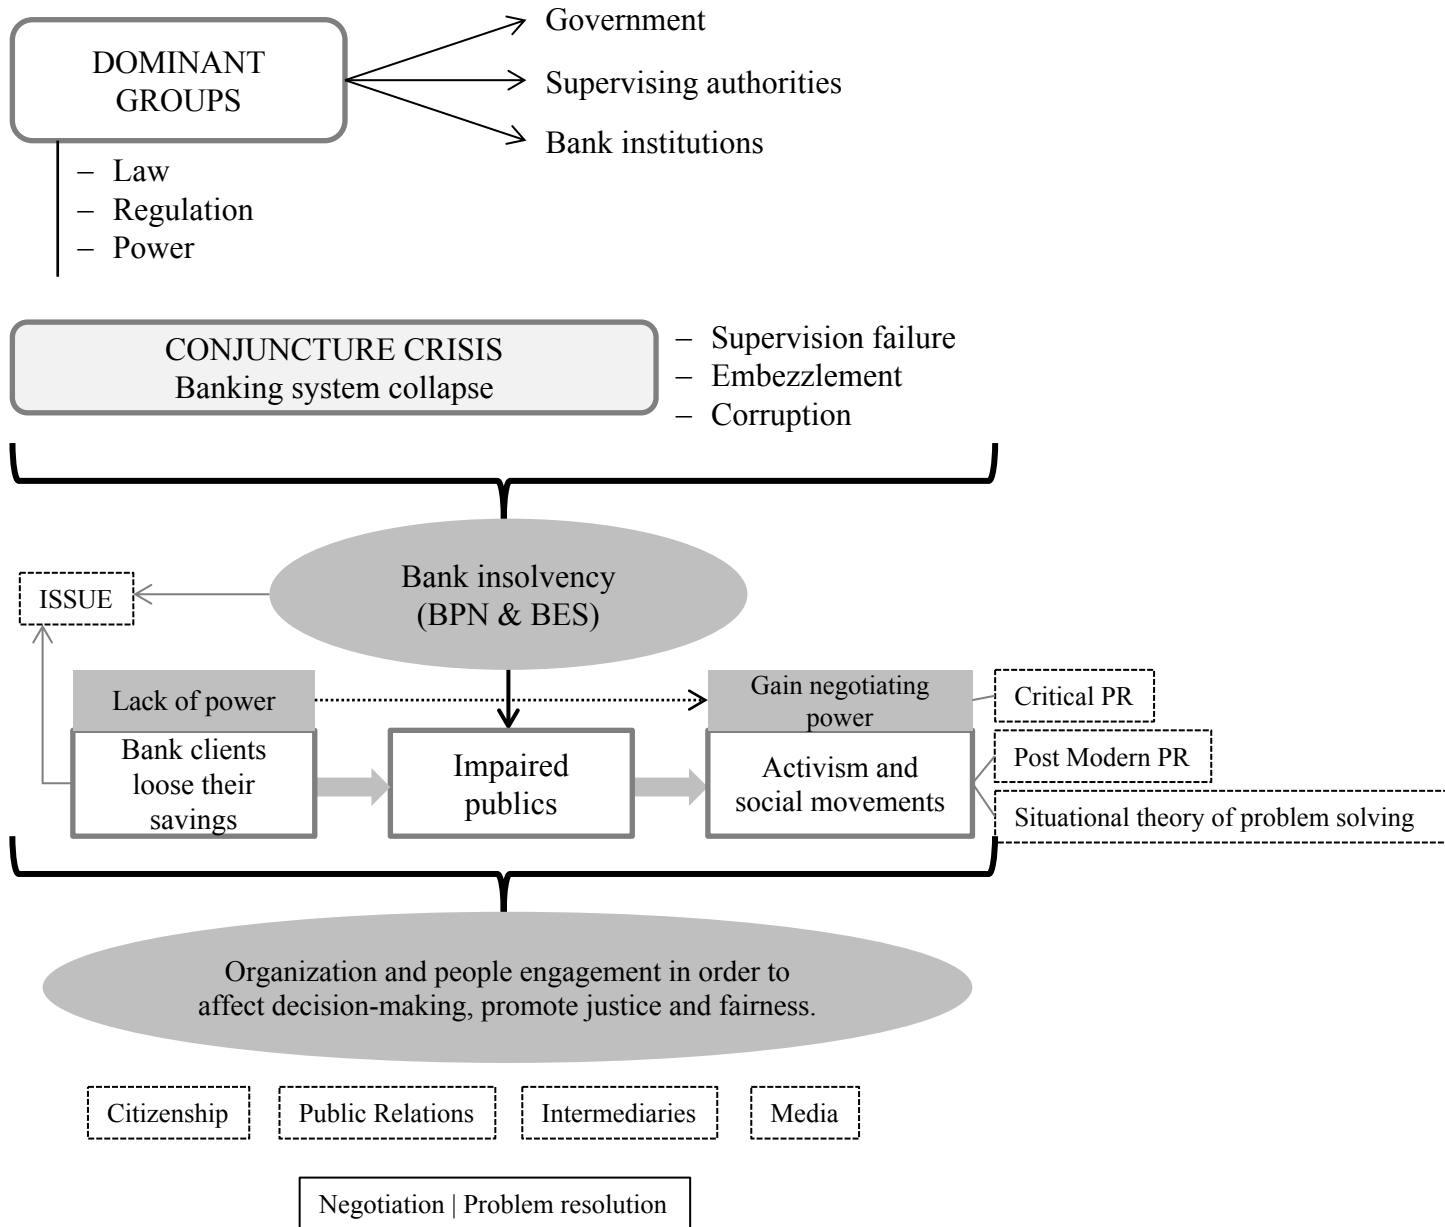 DOMINANT
GROUPS
Government
Supervising authorities
Bank institutions
– Law
– Regulation
– Power
CONJUNCTURE CRISIS
Banking system collapse
– Supervision failure
– Embezzlement
– Corruption
Bank insolvency
(BPN & BES)
ISSUE
Lack of power
Bank clients
loose their
savings
Impaired
publics
Gain negotiating
power
Activism and
social movements
Critical PR
Post Modern PR
Situational theory of problem solving
Organization and people engagement in order to
affect decision-making, promote justice and fairness.
Citizenship
Public Relations
Intermediaries
Media
Negotiation | Problem resolution